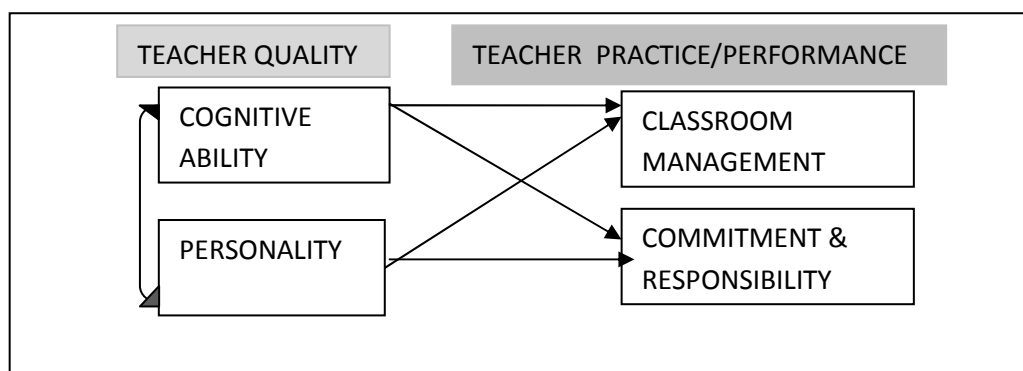 TEACHER QUALITY
TEACHER PRACTICE/PERFORMANCE
COGNITIVE
ABILITY
CLASSROOM
MANAGEMENT
PERSONALITY
COMMITMENT &
RESPONSIBILITY